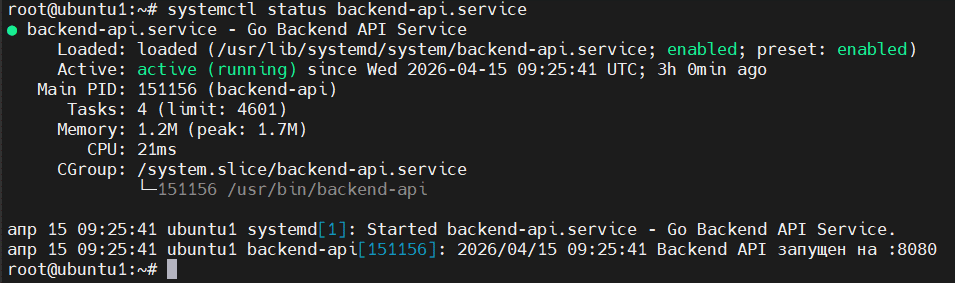 root@ubuntu1:~# systemctl status backend-api.service
● backend-api.service - Go Backend API Service
     Loaded: loaded (/usr/lib/systemd/system/backend-api.service; enabled; preset: enabled)
     Active: active (running) since Wed 2026-04-15 09:25:41 UTC; 3h 0min ago
   Main PID: 151156 (backend-api)
      Tasks: 4 (limit: 4601)
     Memory: 1.2M (peak: 1.7M)
        CPU: 21ms
     CGroup: /system.slice/backend-api.service
             └─151156 /usr/bin/backend-api

апр 15 09:25:41 ubuntu1 systemd[1]: Started backend-api.service - Go Backend API Service.
апр 15 09:25:41 ubuntu1 backend-api[151156]: 2026/04/15 09:25:41 Backend API запущен на :8080
root@ubuntu1:~#